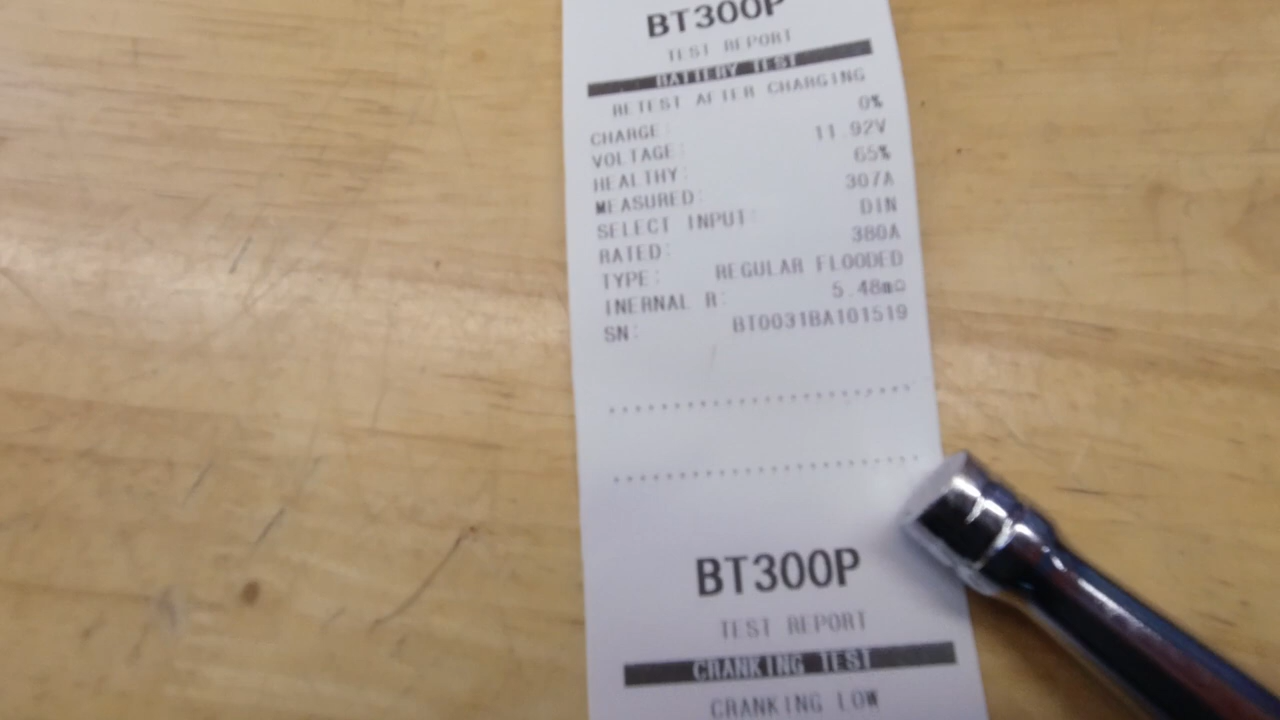 BT300P
TEST REPORT
BATTERY TEST
RETEST AFTER CHARGING
CHARGE: 0%
VOLTAGE: 11.92V
HEALTHY: 65%
MEASURED: 307A
SELECT INPUT: DIN
RATED: 380A
TYPE: REGULAR FLOODED
INERNAL R: 5.48mΩ
SN: BT0031BA101519
BT300P
TEST REPORT
CRANKING TEST
CRANKING LOW